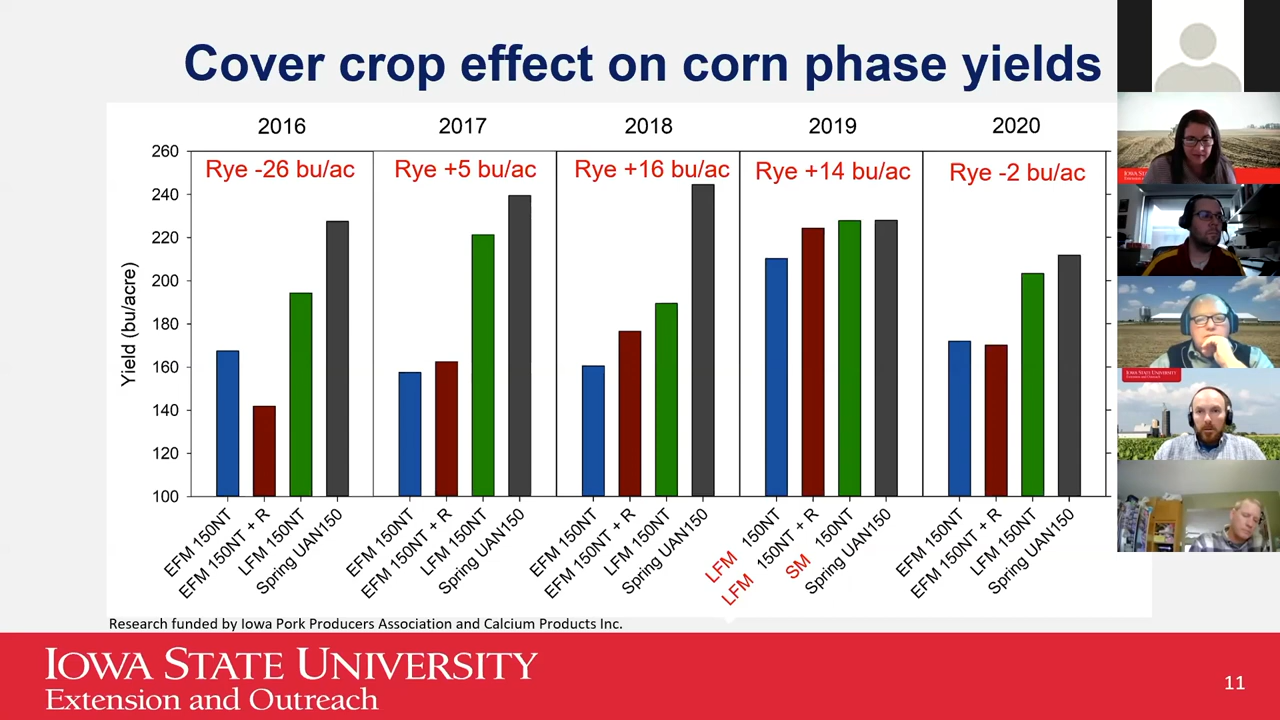 Cover crop effect on corn phase yields
2016 2017 2018 2019 2020
Rye -26 bu/ac Rye +5 bu/ac Rye +16 bu/ac Rye +14 bu/ac Rye -2 bu/ac
Yield (bu/acre)
260
240
220
200
180
160
140
120
100
EFM 150NT
EFM 150NT + R
LFM 150NT
Spring UAN150
EFM 150NT
EFM 150NT + R
LFM 150NT
Spring UAN150
EFM 150NT
EFM 150NT + R
LFM 150NT
Spring UAN150
LFM 150NT
LFM 150NT + R
SM 150NT
Spring UAN150
EFM 150NT
EFM 150NT + R
LFM 150NT
Spring UAN150
Research funded by Iowa Pork Producers Association and Calcium Products Inc.
IOWA STATE UNIVERSITY
Extension and Outreach
11
IOWA STATE UNIVERSITY